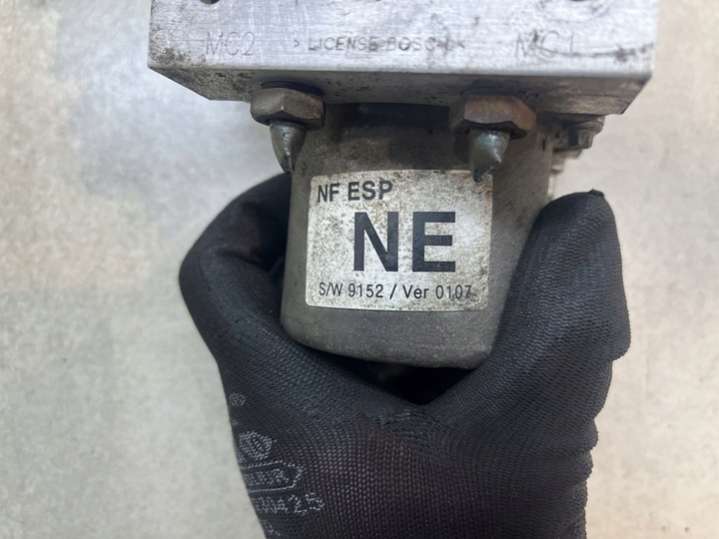 MC2 > LICENSE BOSCH < MC1
NF ESP
NE
S/W 9152 / Ver 0107